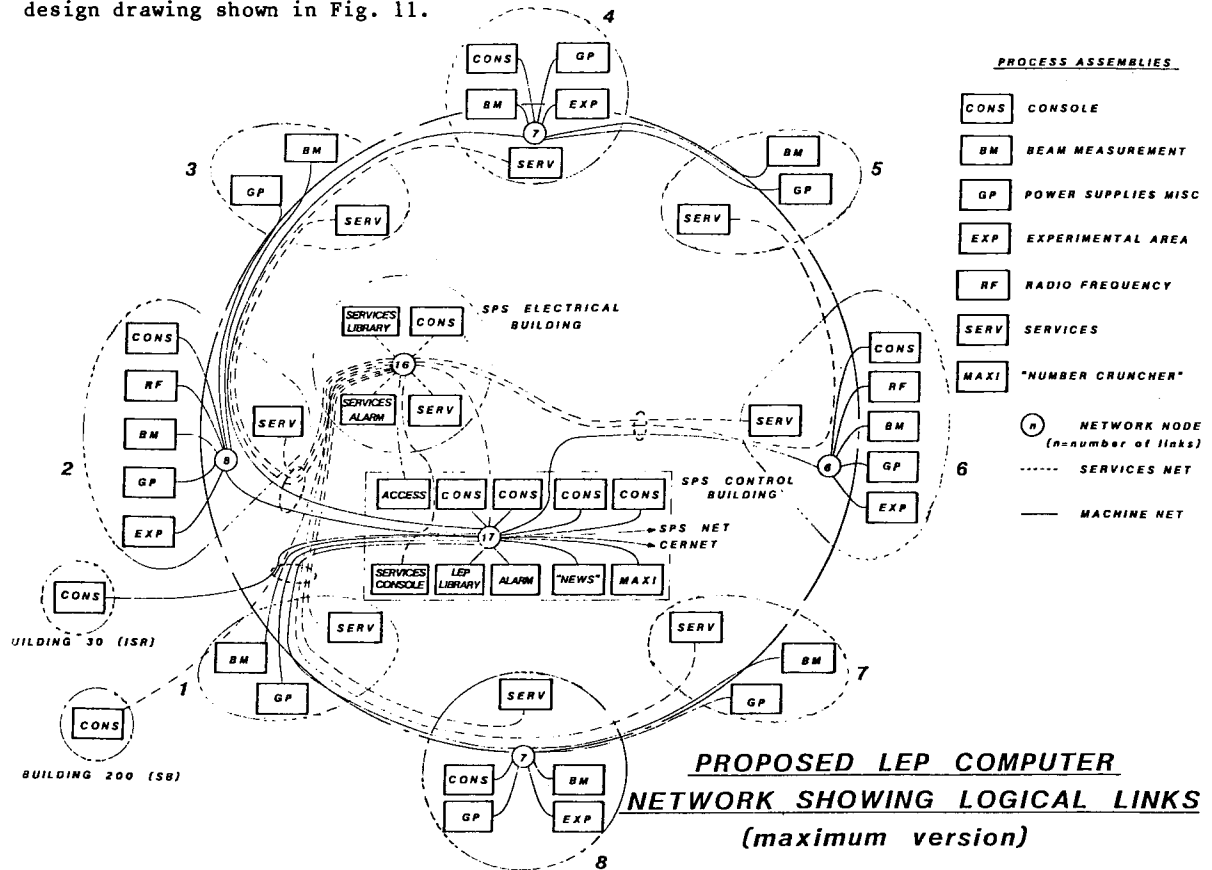 design drawing shown in Fig. 11.
4
CONS
GP
BM
EXP
7
SERV
3
BM
GP
SERV
5
BM
GP
SERV
PROCESS ASSEMBLIES
CONS CONSOLE
BM BEAM MEASUREMENT
GP POWER SUPPLIES MISC
EXP EXPERIMENTAL AREA
RF RADIO FREQUENCY
SERV SERVICES
MAXI "NUMBER CRUNCHER"
n NETWORK NODE
(n=number of links)
SERVICES NET
MACHINE NET
SERVICES
LIBRARY
CONS
SPS ELECTRICAL
BUILDING
16
SERVICES
ALARM
SERV
2
CONS
RF
BM
GP
EXP
SERV
8
6
SERV
CONS
RF
BM
GP
EXP
6
SPS CONTROL
BUILDING
ACCESS
CONS
CONS
CONS
CONS
17
SPS NET
CERNET
SERVICES
CONSOLE
LEP
LIBRARY
ALARM
"NEWS"
MAXI
CONS
UILDING 30 (ISR)
CONS
BUILDING 200 (SB)
1
BM
GP
SERV
7
SERV
BM
GP
SERV
7
CONS
BM
GP
EXP
8
PROPOSED LEP COMPUTER
NETWORK SHOWING LOGICAL LINKS
(maximum version)